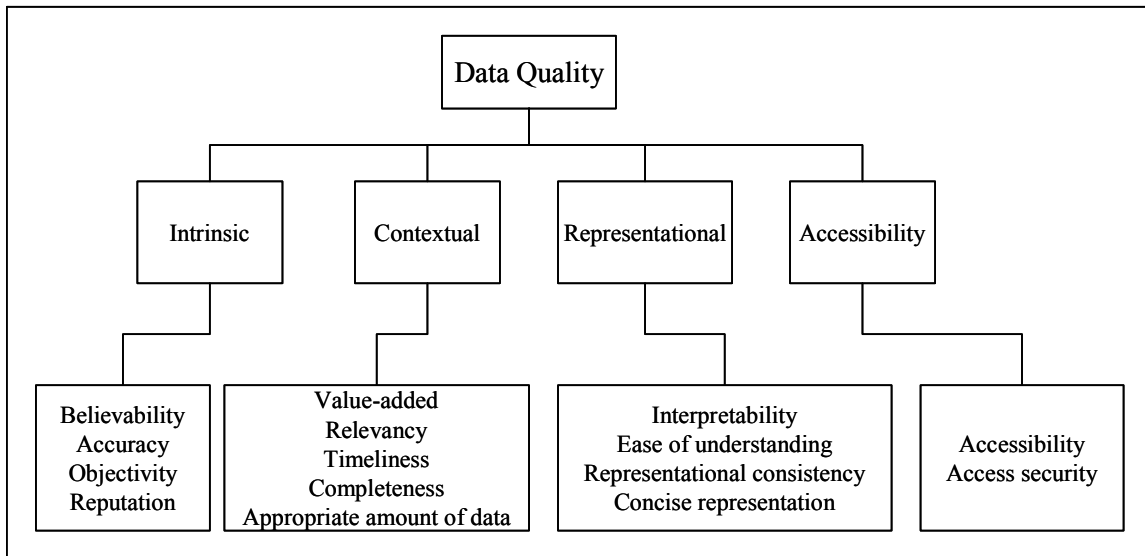 Data Quality
Intrinsic
Contextual
Representational
Accessibility
Believability
Accuracy
Objectivity
Reputation
Value-added
Relevancy
Timeliness
Completeness
Appropriate amount of data
Interpretability
Ease of understanding
Representational consistency
Concise representation
Accessibility
Access security